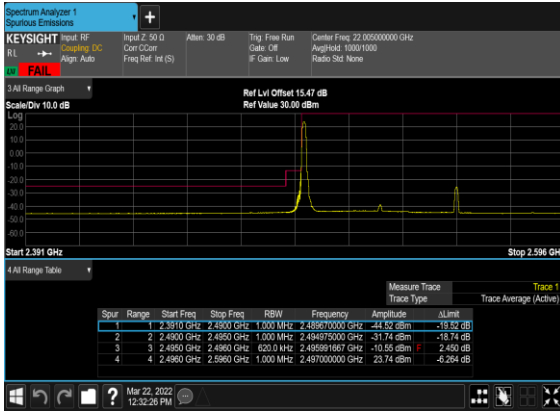 Spectrum Analyzer 1
Spurious Emissions
KEYSIGHT
Input: RF
Coupling: DC
Align: Auto
Input Z: 50 Ω
Corr CCorr
Freq Ref: Int (S)
Atten: 30 dB
Trig: Free Run
Gate: Off
IF Gain: Low
Center Freq: 22.005000000 GHz
Avg|Hold: 1000/1000
Radio Std: None
RL
FAIL
3 All Range Graph
Ref Lvl Offset 15.47 dB
Scale/Div 10.0 dB
Ref Value 30.00 dBm
Log
20.0
10.0
0.00
-10.0
-20.0
-30.0
-40.0
-50.0
-60.0
Start 2.391 GHz
Stop 2.596 GH
4 All Range Table
Measure Trace Trace 1
Trace Type Trace Average (Active)
Spur Range Start Freq Stop Freq RBW Frequency Amplitude ΔLimit
1 1 2.3910 GHz 2.4900 GHz 1.000 MHz 2.489670000 GHz -44.52 dBm -19.52 dB
2 2 2.4900 GHz 2.4950 GHz 1.000 MHz 2.494975000 GHz -31.74 dBm -18.74 dB
3 3 2.4950 GHz 2.4960 GHz 620.0 kHz 2.495991667 GHz -10.55 dBm F 2.450 dB
4 4 2.4960 GHz 2.5960 GHz 1.000 MHz 2.497000000 GHz 23.74 dBm -6.264 dB
?
Mar 22, 2022
12:32:26 PM